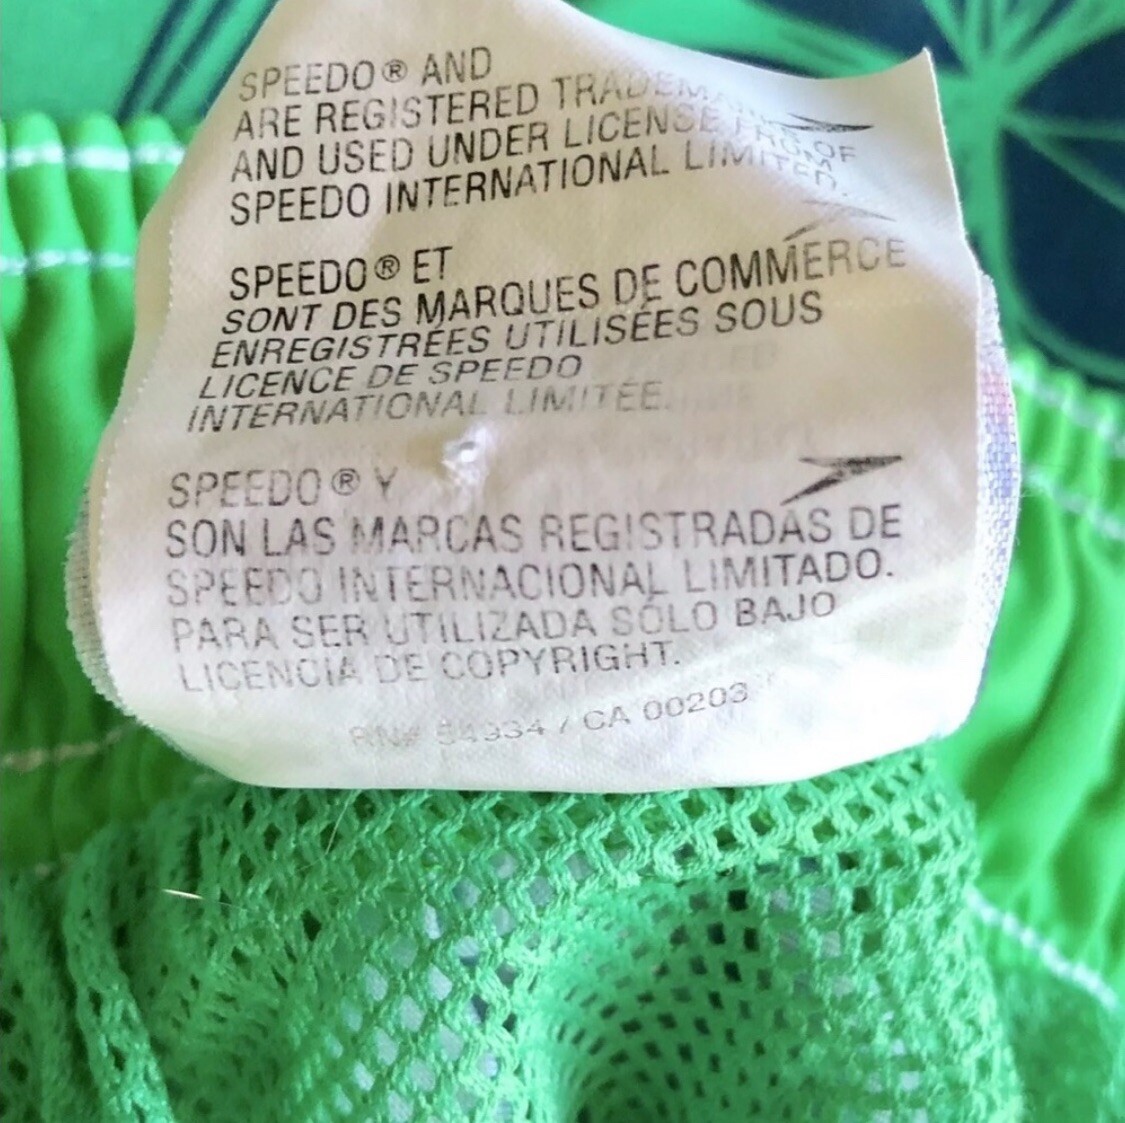 SPEEDO® AND
ARE REGISTERED TRADEMARKS OF
AND USED UNDER LICENSE FROM
SPEEDO INTERNATIONAL LIMITED.
SPEEDO® ET
SONT DES MARQUES DE COMMERCE
ENREGISTRÉES UTILISÉES SOUS
LICENCE DE SPEEDO
INTERNATIONAL LIMITÉE.
SPEEDO® Y
SON LAS MARCAS REGISTRADAS DE
SPEEDO INTERNACIONAL LIMITADO.
PARA SER UTILIZADA SÓLO BAJO
LICENCIA DE COPYRIGHT.
RN# 54934 / CA 00203